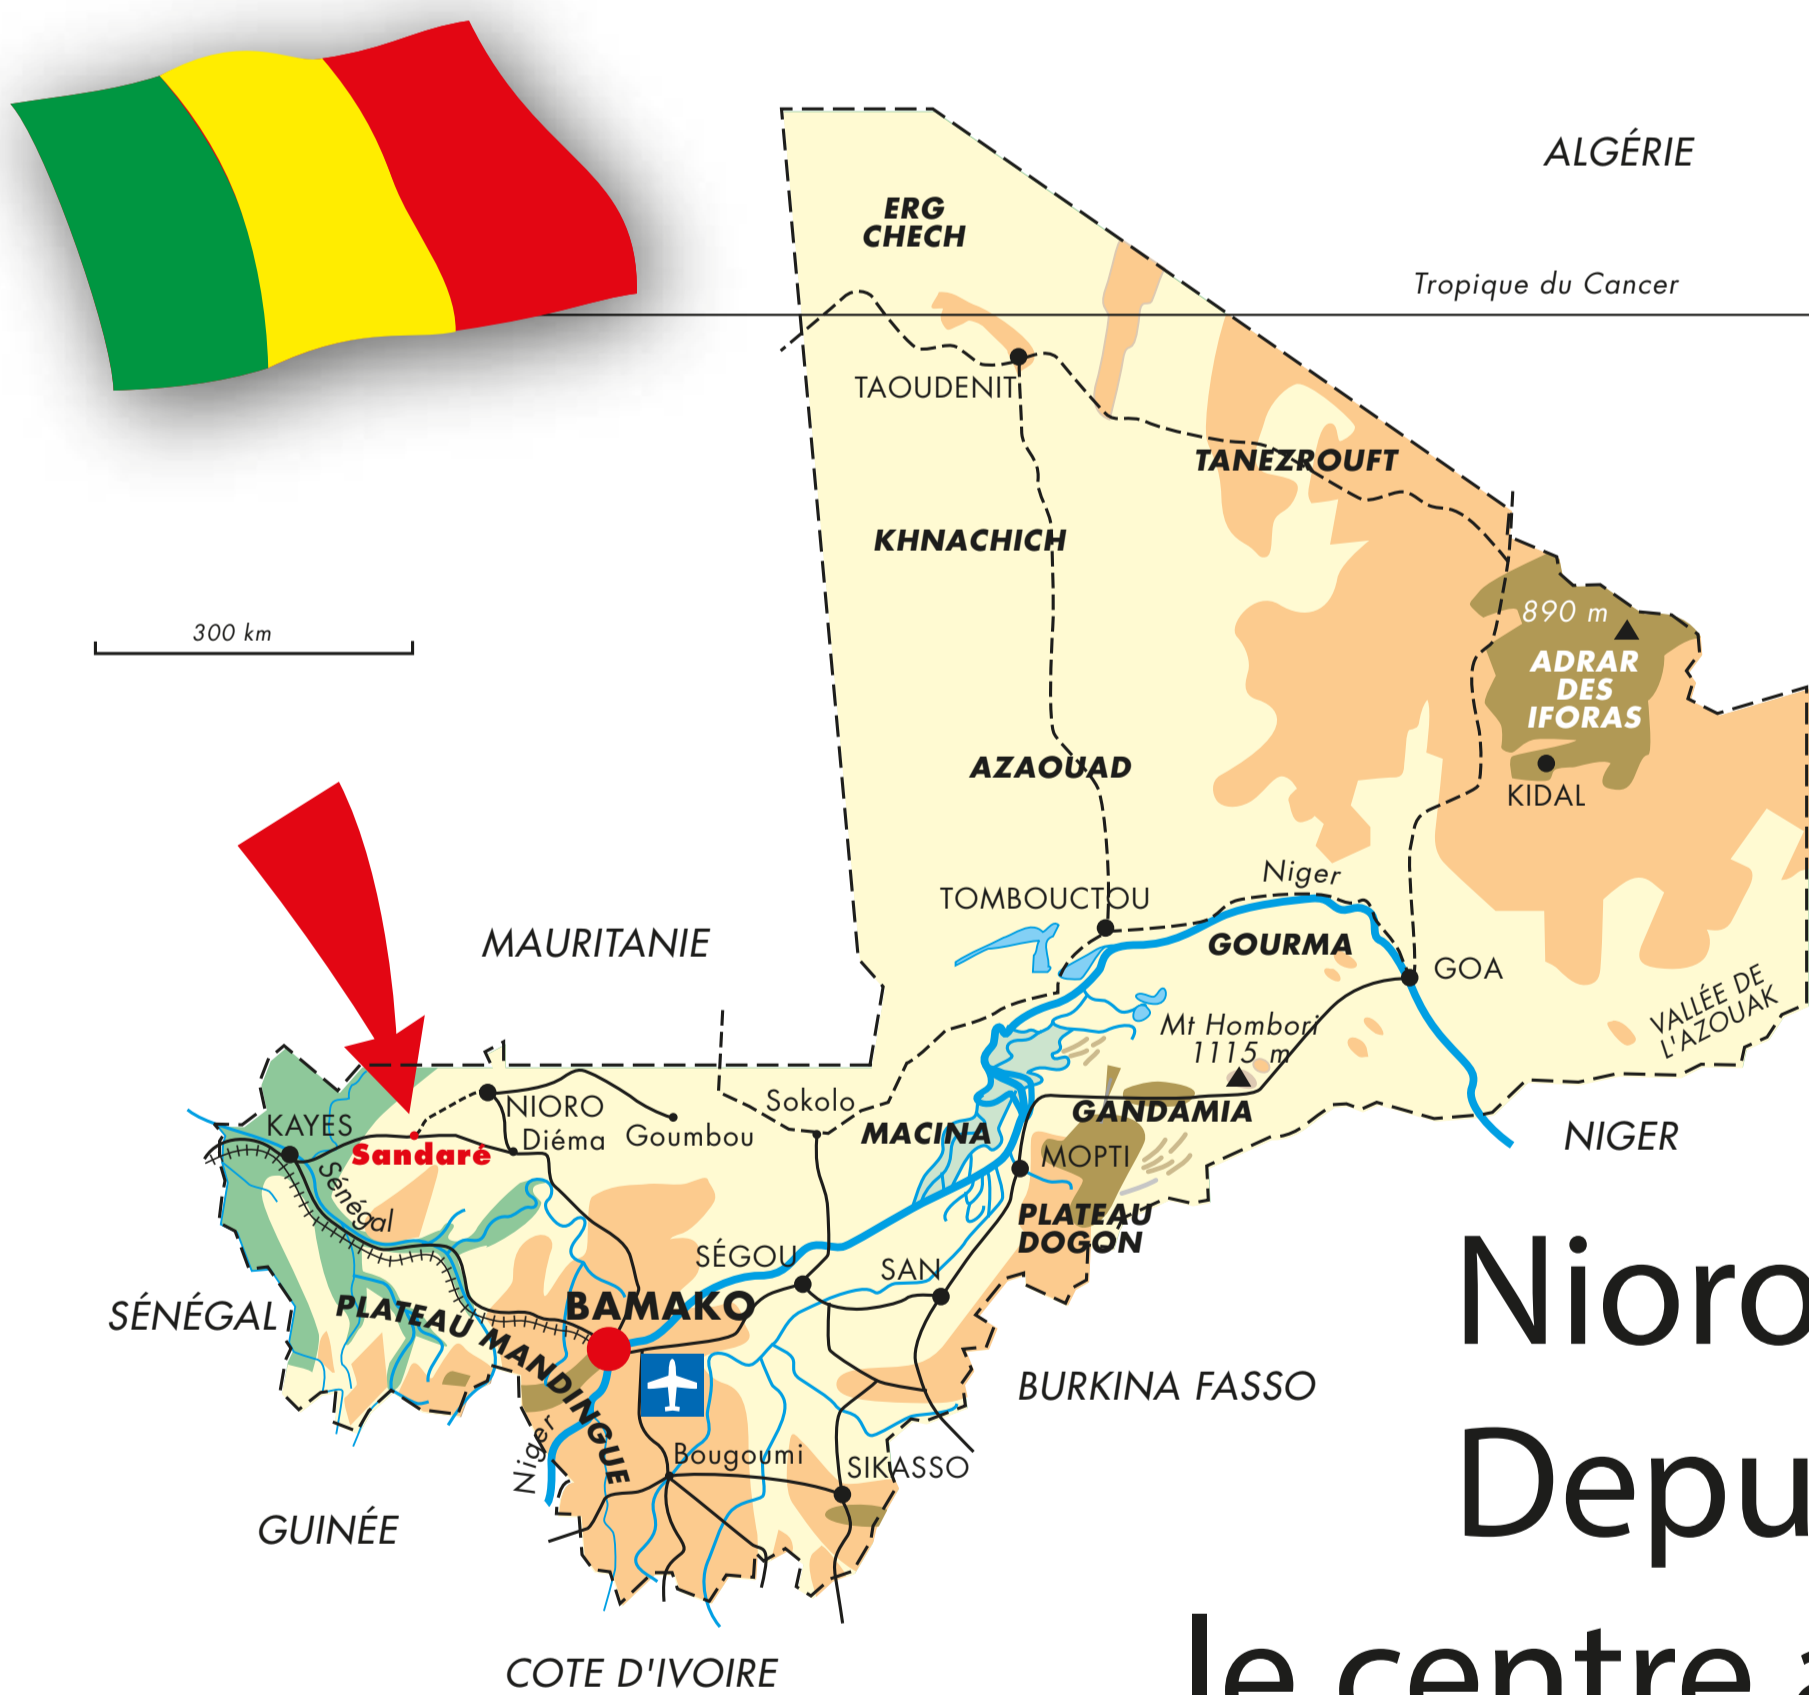 ALGÉRIE
ERG
CHECH
Tropique du Cancer
TAOUDENIT
TANEZROUFT
KHNACHICH
890 m
300 km
ADRAR
DES
IFORAS
AZAOUAD
KIDAL
Niger
TOMBOUCTOU
MAURITANIE
GOURMA
GOA
VALLÉE DE
L'AZOUAK
Mt Hombori
1115 m
NIORO
Sokolo
GANDAMIA
KAYES
Diéma
Goumbou
MACINA
NIGER
Sandaré
MOPTI
Sénégal
PLATEAU
DOGON
SÉGOU
SAN
Nioro
SÉNÉGAL
PLATEAU MANDINGUE
BAMAKO
BURKINA FASSO
Niger
Bougoumi
SIKASSO
Depu
GUINÉE
COTE D'IVOIRE
le centre a